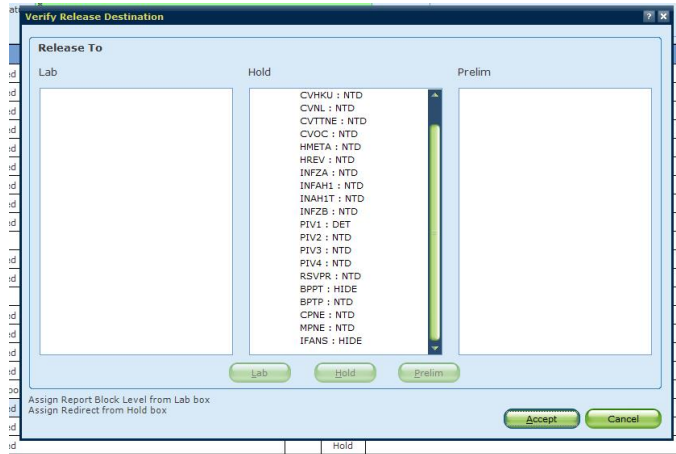 Verify Release Destination
? X
Release To
Lab Hold Prelim
CVHKU : NTD
CVNL : NTD
CVTTNE : NTD
CVOC : NTD
HMETA : NTD
HREV : NTD
INFZA : NTD
INFAH1 : NTD
INAH1T : NTD
INFZB : NTD
PIV1 : DET
PIV2 : NTD
PIV3 : NTD
PIV4 : NTD
RSVPR : NTD
BPPT : HIDE
BPTP : NTD
CPNE : NTD
MPNE : NTD
IFANS : HIDE
Lab Hold Prelim
Assign Report Block Level from Lab box
Assign Redirect from Hold box
Accept Cancel
Hold